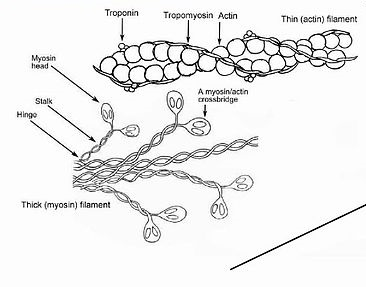 Troponin
Tropomyosin
Actin
Thin (actin) filament
Myosin
head
A myosin/actin
crossbridge
Stalk
Hinge
Thick (myosin) filament